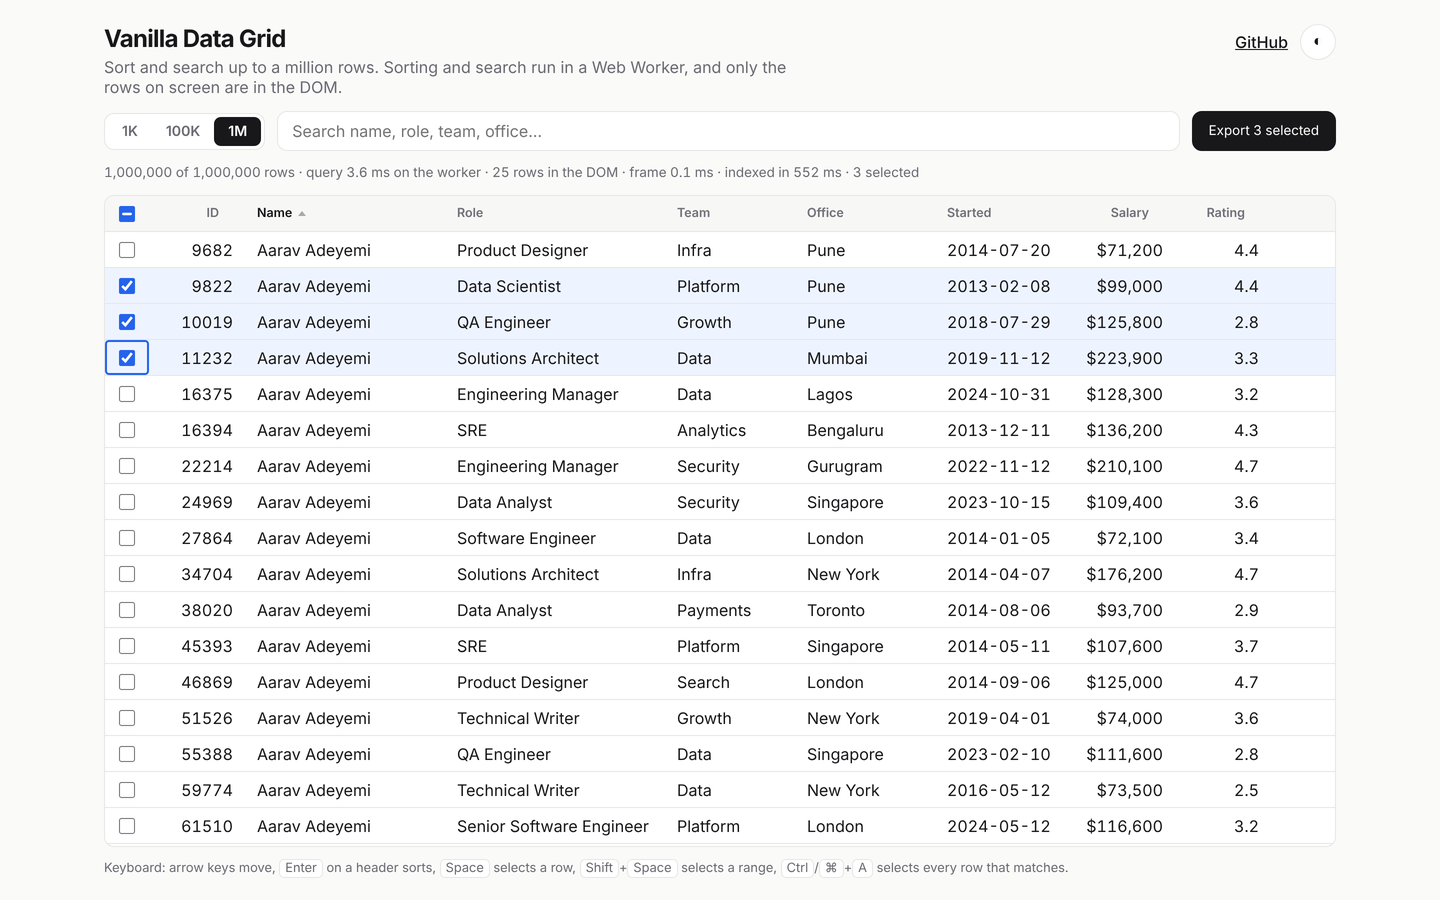 Vanilla Data Grid
GitHub
Sort and search up to a million rows. Sorting and search run in a Web Worker, and only the
rows on screen are in the DOM.
1K 100K 1M Search name, role, team, office... Export 3 selected
1,000,000 of 1,000,000 rows · query 3.6 ms on the worker · 25 rows in the DOM · frame 0.1 ms · indexed in 552 ms · 3 selected
ID Name Role Team Office Started Salary Rating
9682 Aarav Adeyemi Product Designer Infra Pune 2014-07-20 $71,200 4.4
9822 Aarav Adeyemi Data Scientist Platform Pune 2013-02-08 $99,000 4.4
10019 Aarav Adeyemi QA Engineer Growth Pune 2018-07-29 $125,800 2.8
11232 Aarav Adeyemi Solutions Architect Data Mumbai 2019-11-12 $223,900 3.3
16375 Aarav Adeyemi Engineering Manager Data Lagos 2024-10-31 $128,300 3.2
16394 Aarav Adeyemi SRE Analytics Bengaluru 2013-12-11 $136,200 4.3
22214 Aarav Adeyemi Engineering Manager Security Gurugram 2022-11-12 $210,100 4.7
24969 Aarav Adeyemi Data Analyst Security Singapore 2023-10-15 $109,400 3.6
27864 Aarav Adeyemi Software Engineer Data London 2014-01-05 $72,100 3.4
34704 Aarav Adeyemi Solutions Architect Infra New York 2014-04-07 $176,200 4.7
38020 Aarav Adeyemi Data Analyst Payments Toronto 2014-08-06 $93,700 2.9
45393 Aarav Adeyemi SRE Platform Singapore 2014-05-11 $107,600 3.7
46869 Aarav Adeyemi Product Designer Search London 2014-09-06 $125,000 4.7
51526 Aarav Adeyemi Technical Writer Growth New York 2019-04-01 $74,000 3.6
55388 Aarav Adeyemi QA Engineer Data Singapore 2023-02-10 $111,600 2.8
59774 Aarav Adeyemi Technical Writer Data New York 2016-05-12 $73,500 2.5
61510 Aarav Adeyemi Senior Software Engineer Platform London 2024-05-12 $116,600 3.2
Keyboard: arrow keys move, Enter on a header sorts, Space selects a row, Shift+Space selects a range, Ctrl/⌘+A selects every row that matches.